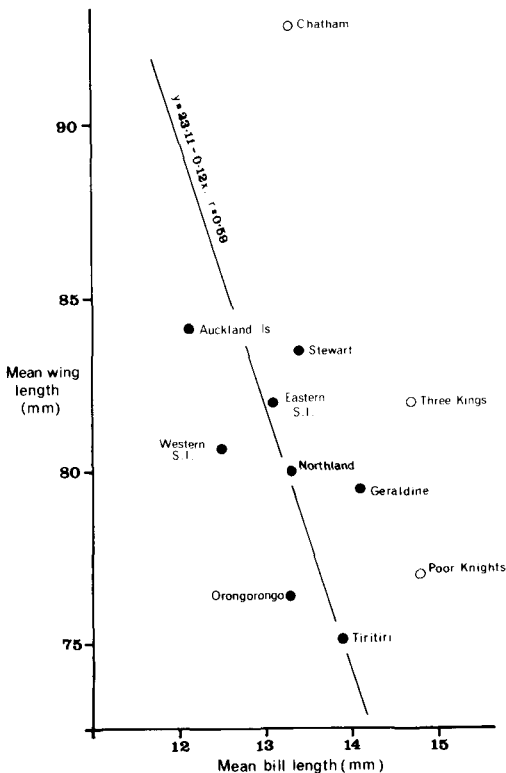 Chatham
90
y=23·11 - 0·12x, r=0·59
85
Auckland Is
Stewart
Mean wing
length
(mm)
Eastern
S.I.
Three Kings
Western
S.I.
80
Northland
Geraldine
Poor Knights
Orongorongo
75
Tiritiri
12 13 14 15
Mean bill length (mm)